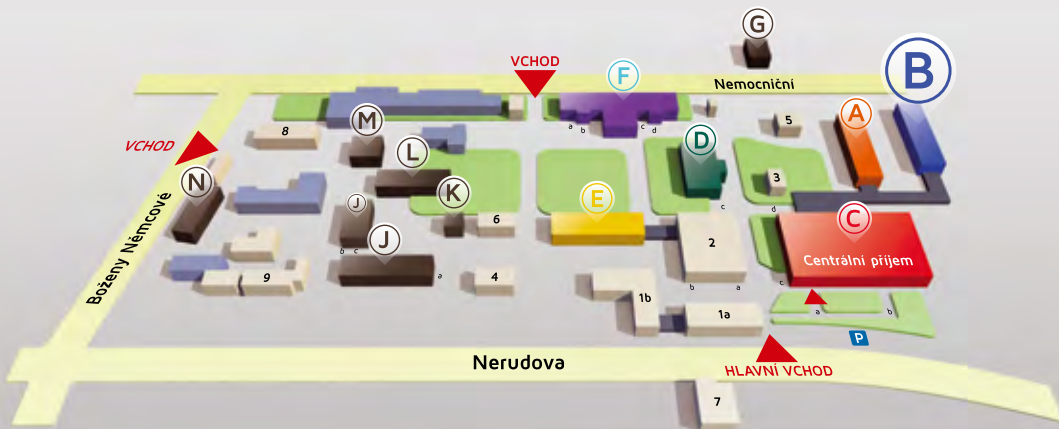 G
VCHOD
F
Nemocniční
B
a b c d
8
M
5
A
VCHOD
L
D
N
K
3
J
E
c
d
6
b c
J
2
C
Centrální příjem
Boženy Němcové
9
a
4
b a
c
1b
1a
a b
P
Nerudova
HLAVNÍ VCHOD
7